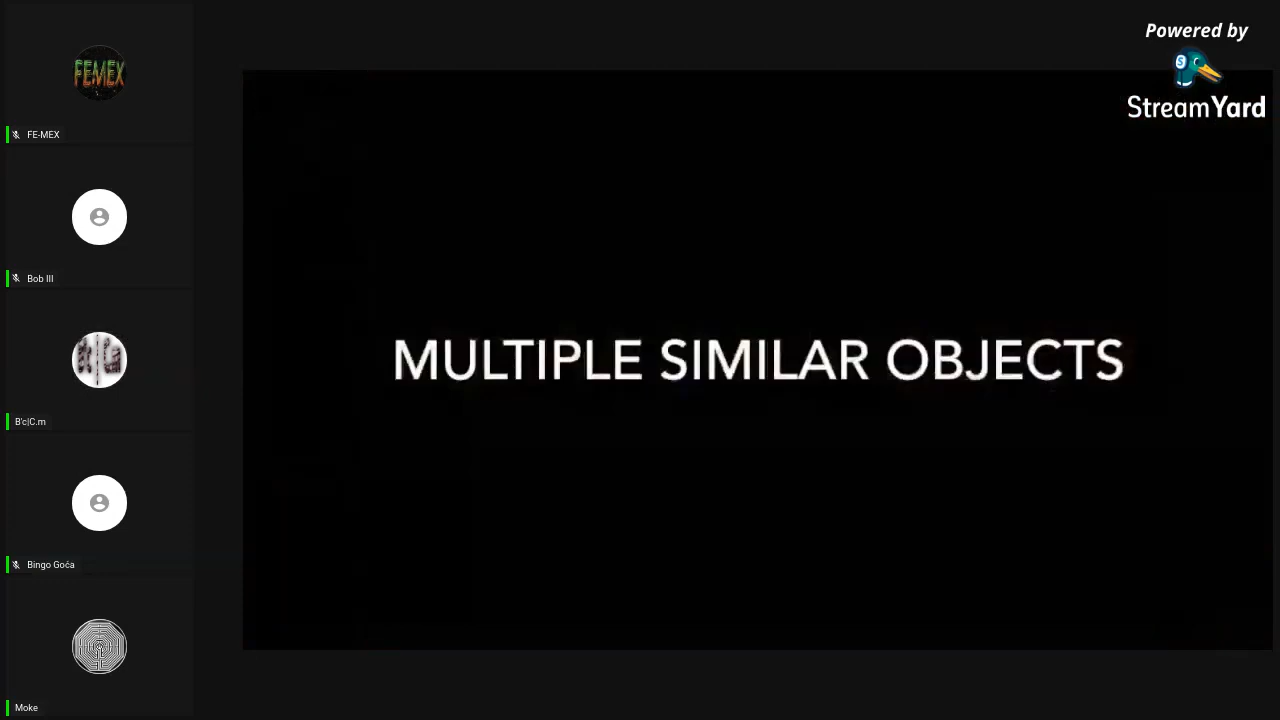 Powered by
StreamYard
FEMEX
FE-MEX
Bob III
B'c|C.m
MULTIPLE SIMILAR OBJECTS
Bingo Goća
Moke